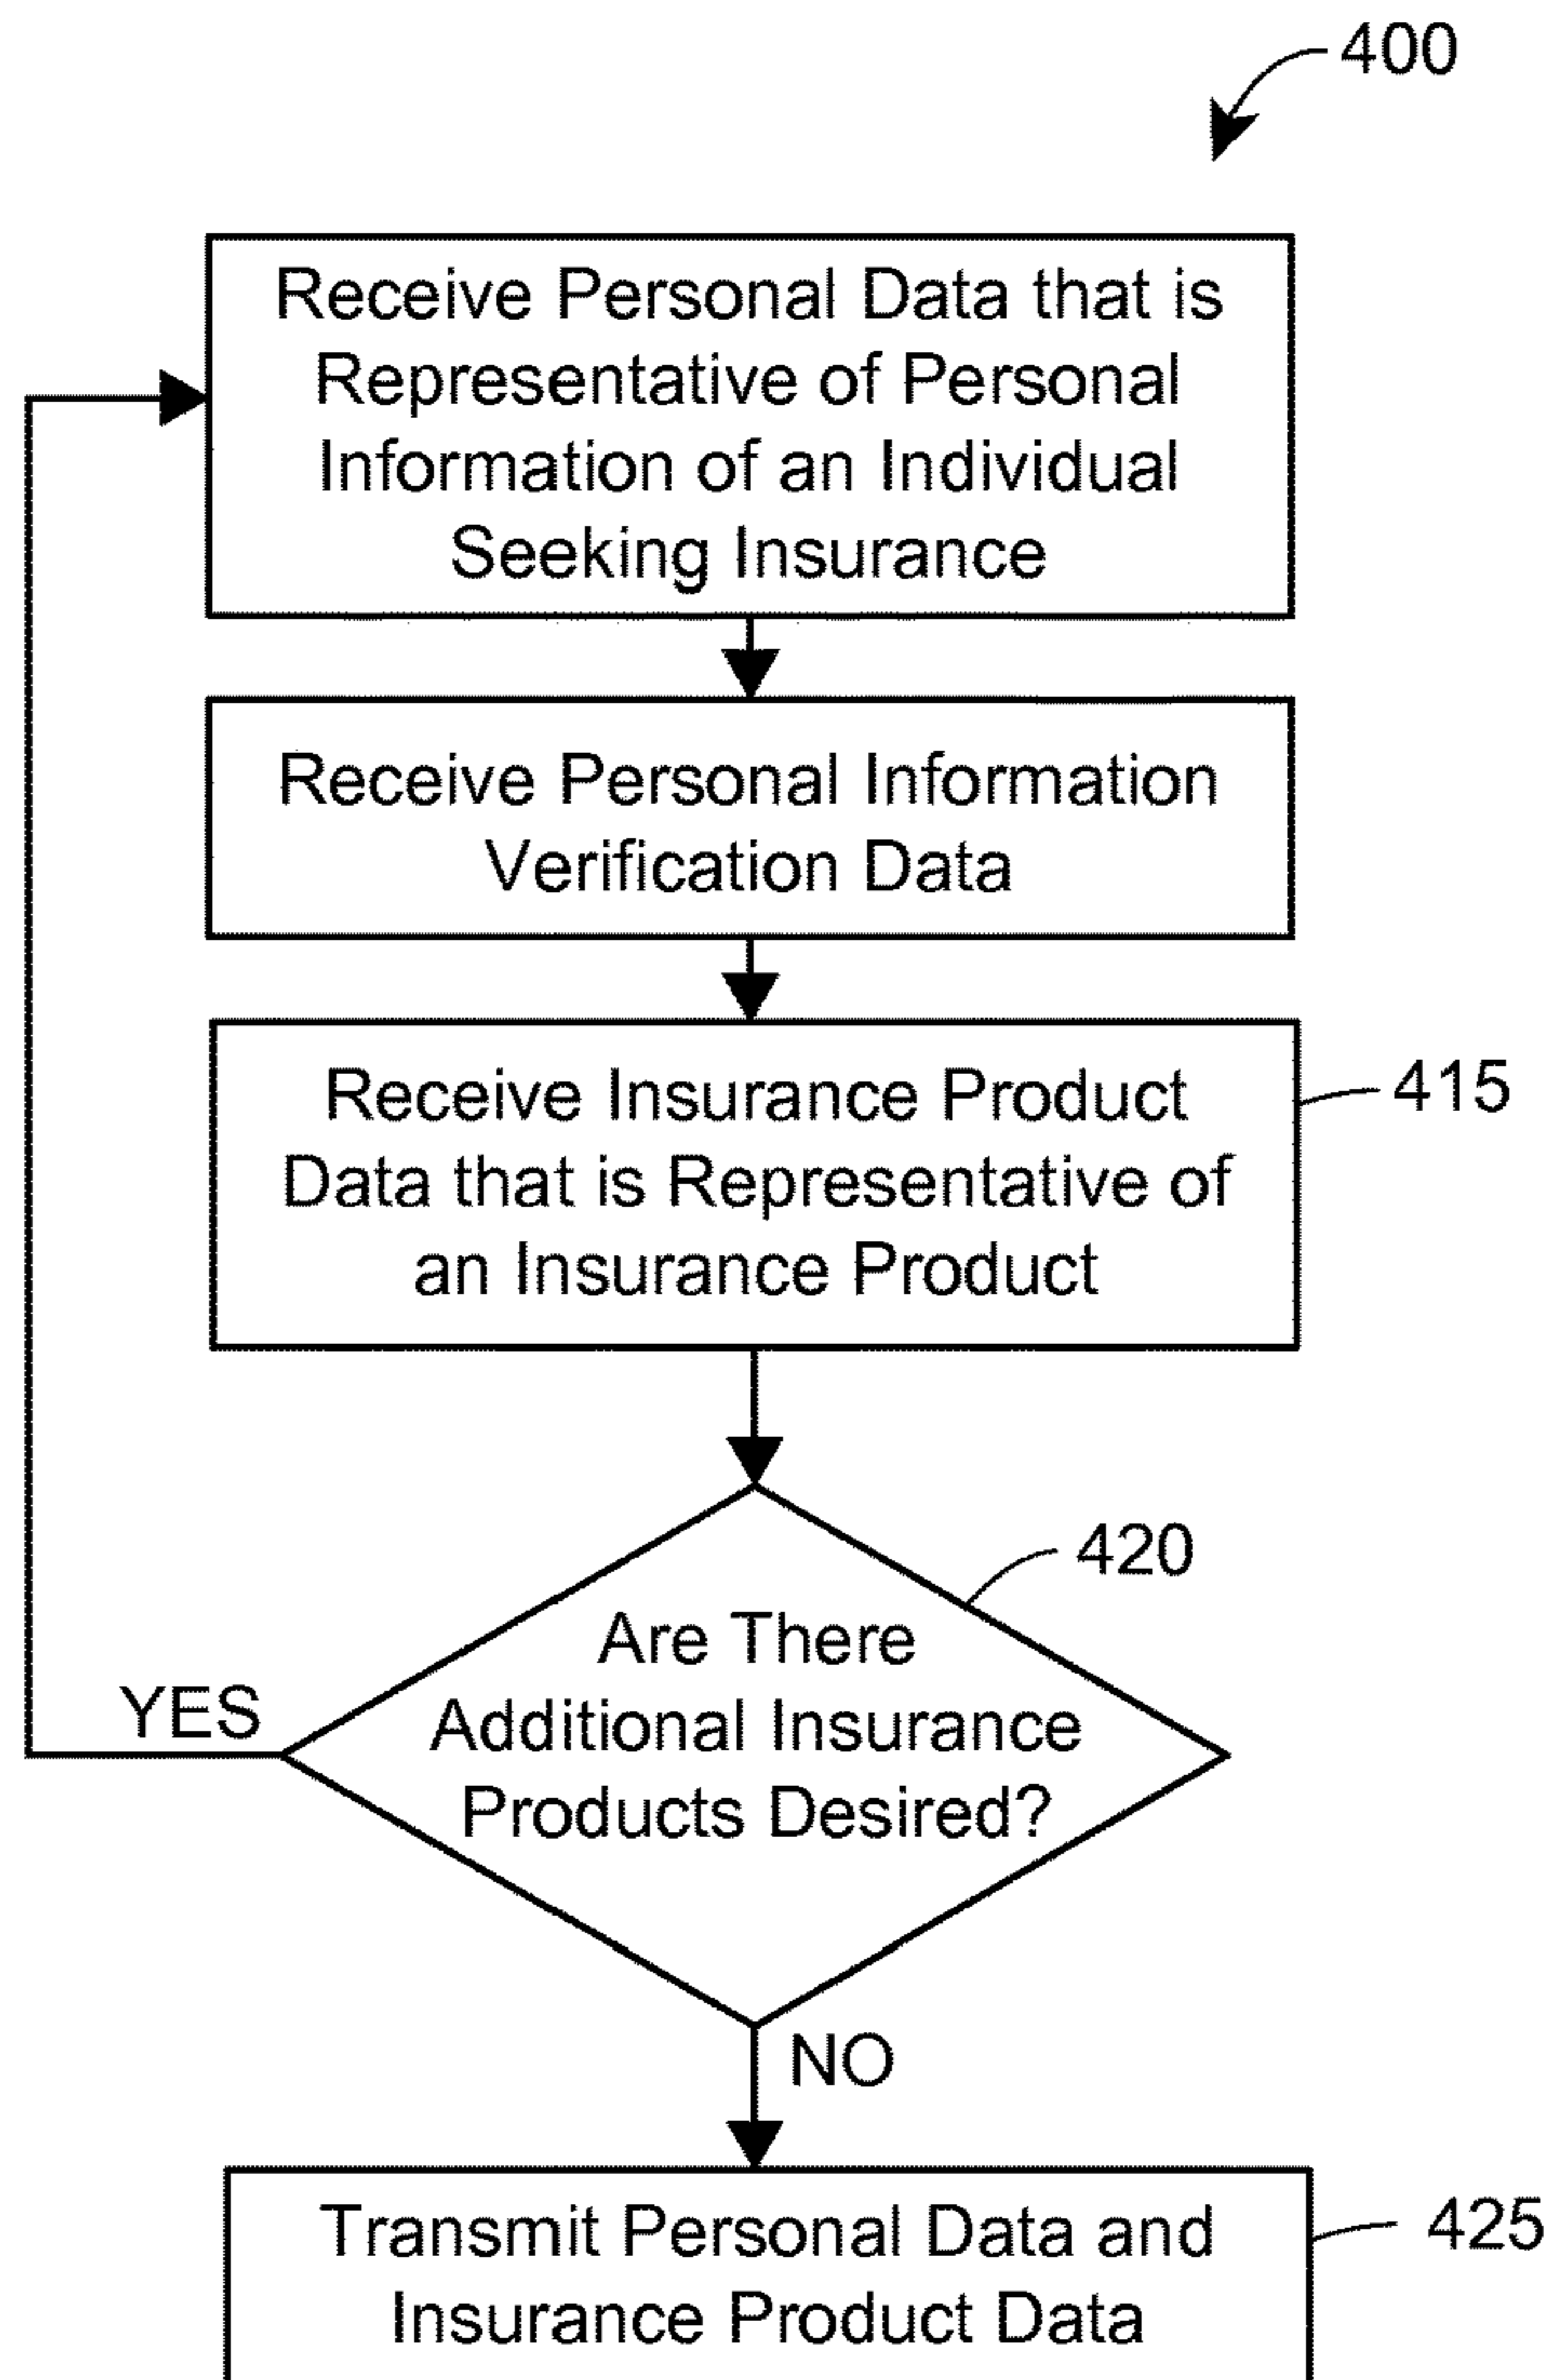 400
Receive Personal Data that is
Representative of Personal
Information of an Individual
Seeking Insurance
Receive Personal Information
Verification Data
Receive Insurance Product
Data that is Representative of
an Insurance Product
415
420
Are There
Additional Insurance
Products Desired?
YES
NO
Transmit Personal Data and
Insurance Product Data
425